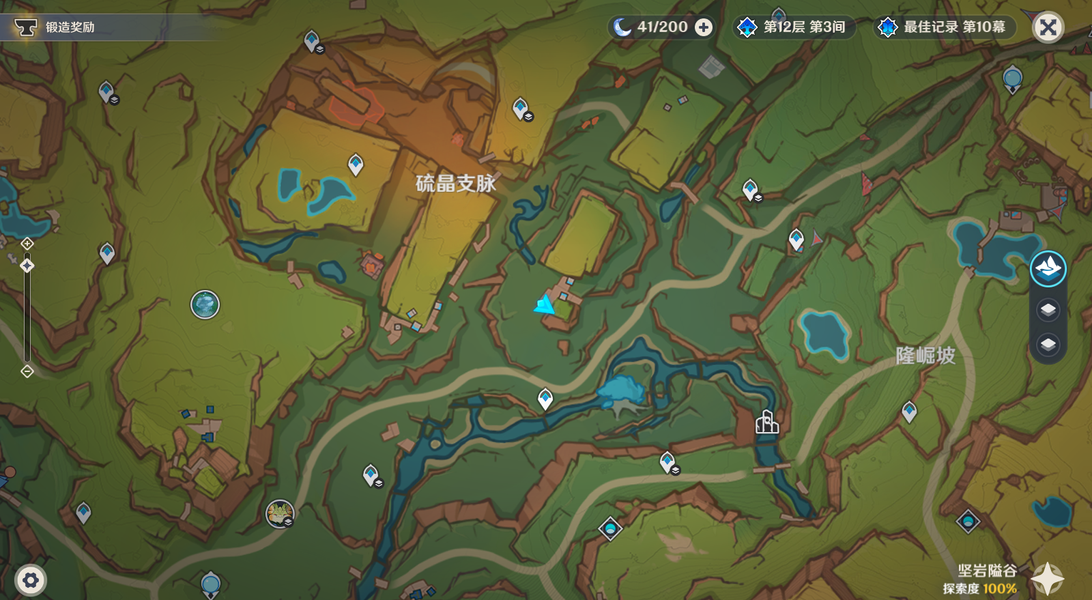 锻造奖励
41/200
第12层 第3间
最佳记录 第10幕
硫晶支脉
隆崛坡
坚岩隘谷
探索度 100%